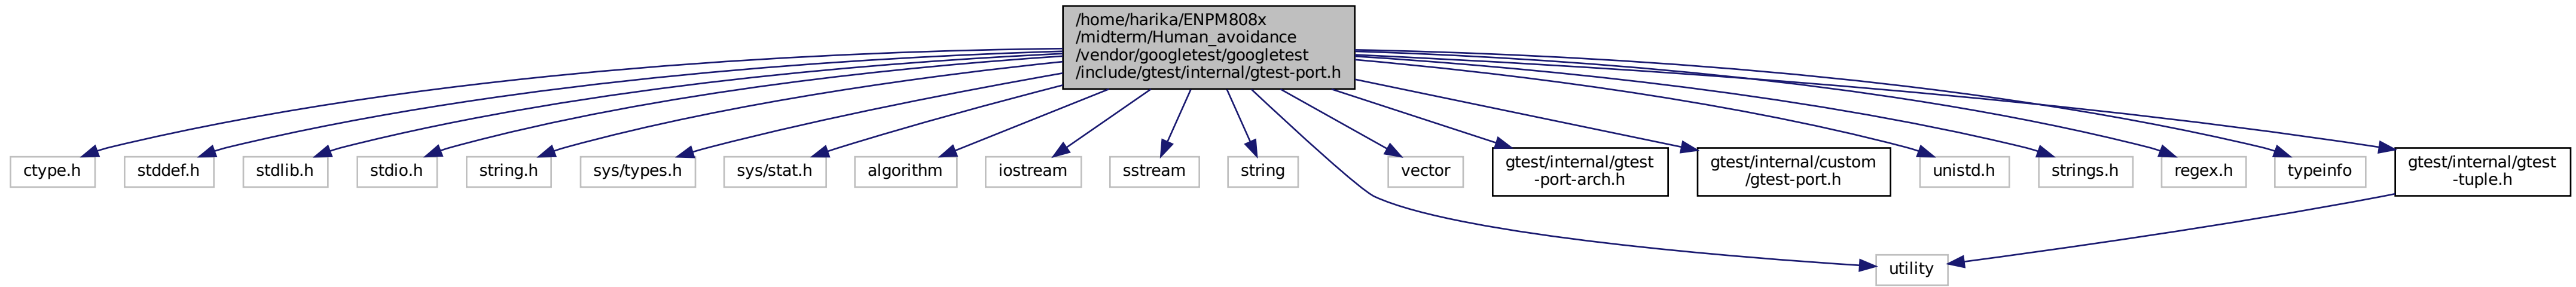 /home/harika/ENPM808x
/midterm/Human_avoidance
/vendor/googletest/googletest
/include/gtest/internal/gtest-port.h
ctype.h
stddef.h
stdlib.h
stdio.h
string.h
sys/types.h
sys/stat.h
algorithm
iostream
sstream
string
vector
gtest/internal/gtest
-port-arch.h
gtest/internal/custom
/gtest-port.h
unistd.h
strings.h
regex.h
typeinfo
gtest/internal/gtest
-tuple.h
utility